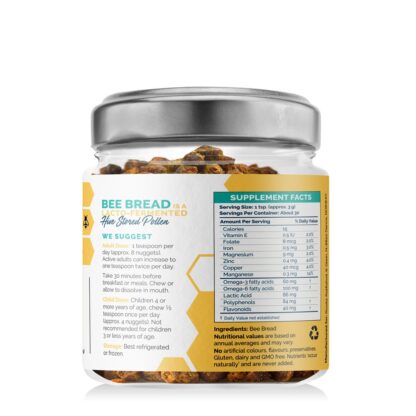 BEE BREAD IS A
LACTO-FERMENTED
Hive Stored Pollen
WE SUGGEST
Adult Dose: 1 teaspoon per
day (approx. 8 nuggets).
Active adults can increase to
one teaspoon twice per day.
Take 30 minutes before
breakfast or meals. Chew or
allow to dissolve in mouth.
Child Dose: Children 4 or
more years of age, chew ½
teaspoon once per day
(approx. 4 nuggets). Not
recommended for children
3 or less years of age.
Storage: Best refrigerated
or frozen.
SUPPLEMENT FACTS
Serving Size: 1 tsp. (approx. 3 g)
Servings Per Container: About 30
Amount Per Serving % Daily Value
Calories 15
Vitamin E
Folate
Iron
Magnesium
Zinc
Copper
Manganese
Omega-3 fatty acids 60 mg †
Omega-6 fatty acids †
Lactic Acid †
Polyphenols †
Flavonoids †
† Daily Value not established.
Ingredients: Bee Bread
Nutritional values are based on
annual averages and may vary.
No artificial colours, flavours, preservatives,
Gluten, dairy and GMO free. Nutrients 'occur
naturally' and are never added.